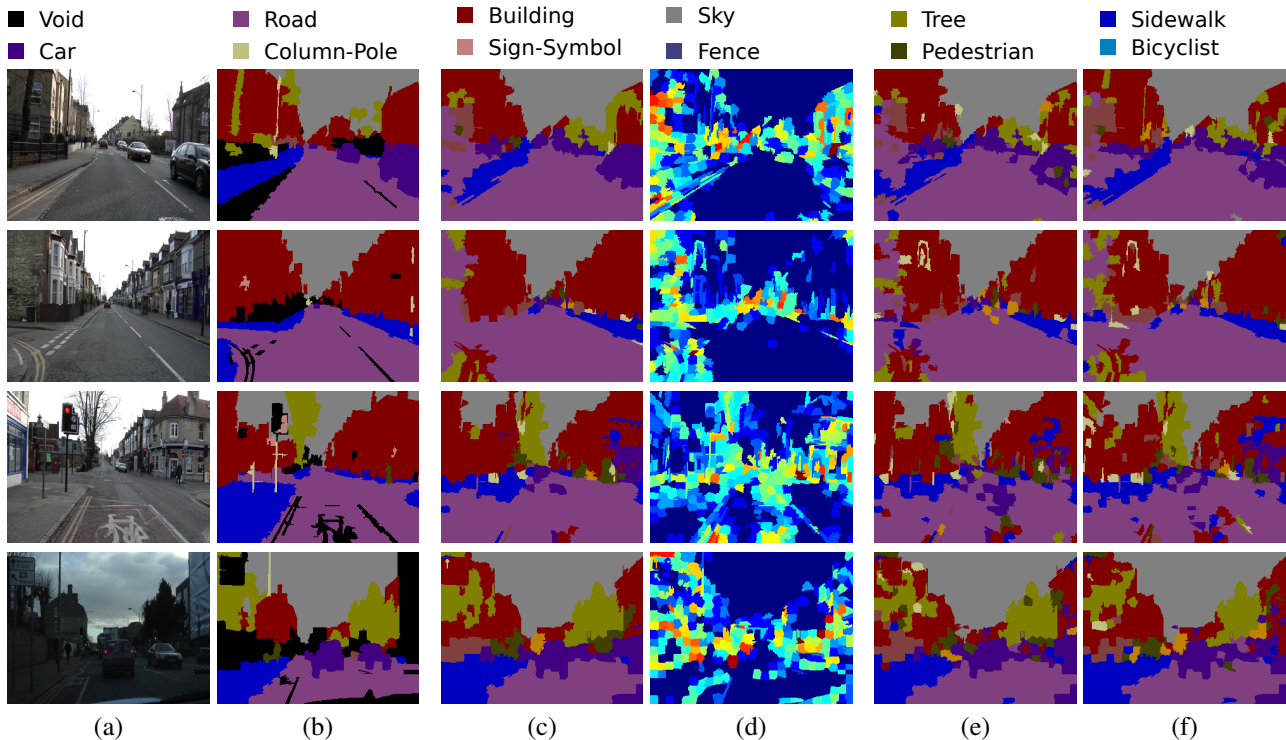 Void Road Building Sky Tree Sidewalk
Car Column-Pole Sign-Symbol Fence Pedestrian Bicyclist
(a) (b) (c) (d) (e) (f)